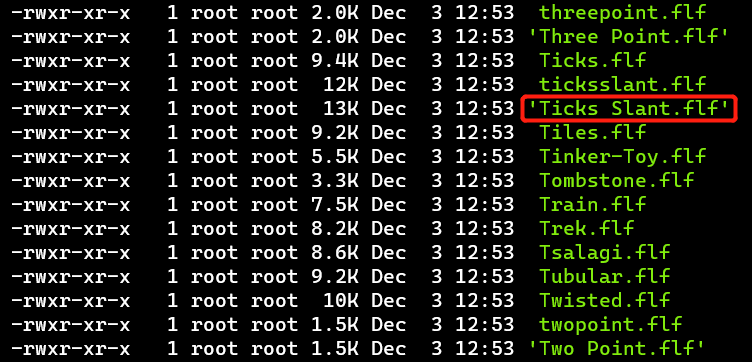 -rwxr-xr-x   1 root root 2.0K Dec  3 12:53  threepoint.flf
-rwxr-xr-x   1 root root 2.0K Dec  3 12:53 'Three Point.flf'
-rwxr-xr-x   1 root root 9.4K Dec  3 12:53  Ticks.flf
-rwxr-xr-x   1 root root  12K Dec  3 12:53  ticksslant.flf
-rwxr-xr-x   1 root root  13K Dec  3 12:53 'Ticks Slant.flf'
-rwxr-xr-x   1 root root 9.2K Dec  3 12:53  Tiles.flf
-rwxr-xr-x   1 root root 5.5K Dec  3 12:53  Tinker-Toy.flf
-rwxr-xr-x   1 root root 3.3K Dec  3 12:53  Tombstone.flf
-rwxr-xr-x   1 root root 7.5K Dec  3 12:53  Train.flf
-rwxr-xr-x   1 root root 8.2K Dec  3 12:53  Trek.flf
-rwxr-xr-x   1 root root 8.6K Dec  3 12:53  Tsalagi.flf
-rwxr-xr-x   1 root root 9.2K Dec  3 12:53  Tubular.flf
-rwxr-xr-x   1 root root  10K Dec  3 12:53  Twisted.flf
-rwxr-xr-x   1 root root 1.5K Dec  3 12:53  twopoint.flf
-rwxr-xr-x   1 root root 1.5K Dec  3 12:53 'Two Point.flf'